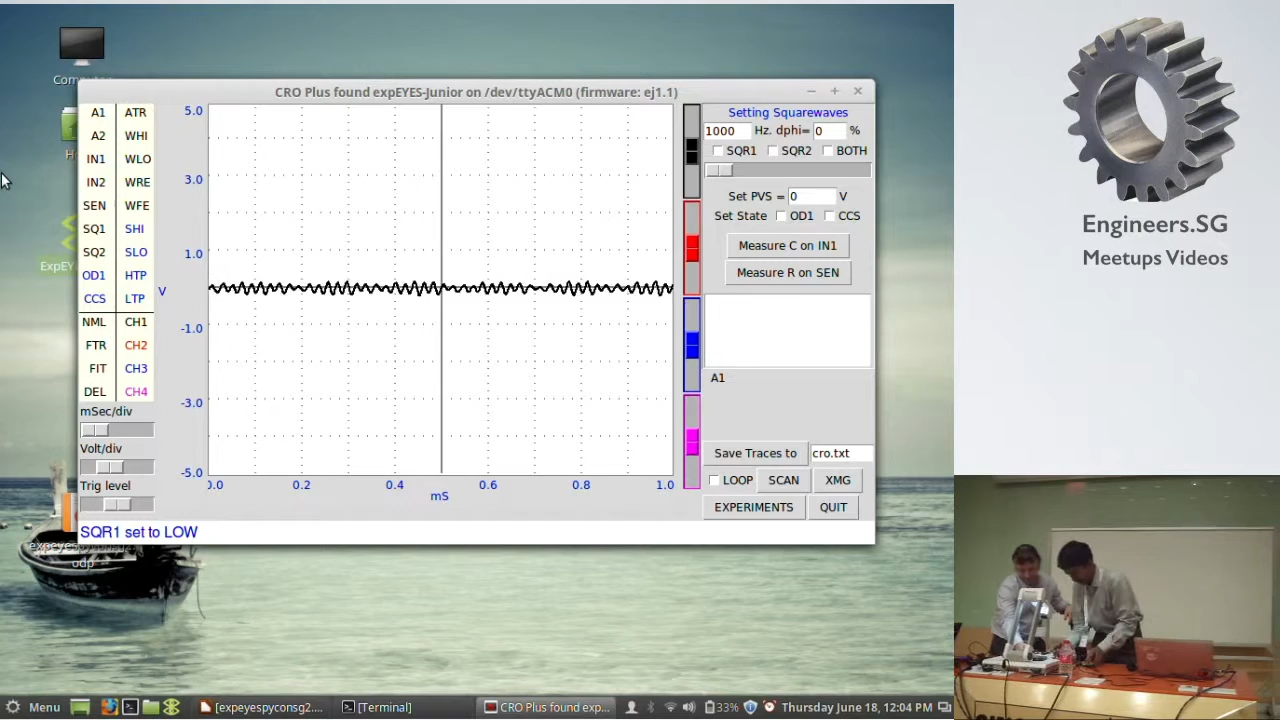 Engineers.SG
Meetups Videos
CRO Plus found expEYES-Junior on /dev/ttyACM0 (firmware: ej1.1)
A1 ATR
A2 WHI
IN1 WLO
IN2 WRE
SEN WFE
SQ1 SHI
SQ2 SLO
OD1 HTP
CCS LTP
NML CH1
FTR CH2
FIT CH3
DEL CH4
mSec/div
Volt/div
Trig level
5.0
3.0
1.0
V
-1.0
-3.0
-5.0
0.0 0.2 0.4 0.6 0.8 1.0
mS
Setting Squarewaves
1000 Hz. dphi= 0 %
SQR1 SQR2 BOTH
Set PVS = 0 V
Set State OD1 CCS
Measure C on IN1
Measure R on SEN
A1
Save Traces to cro.txt
LOOP SCAN XMG
EXPERIMENTS QUIT
SQR1 set to LOW
odp
Menu [expeyespyconsg2.... [Terminal] CRO Plus found exp... 33% Thursday June 18, 12:04 PM